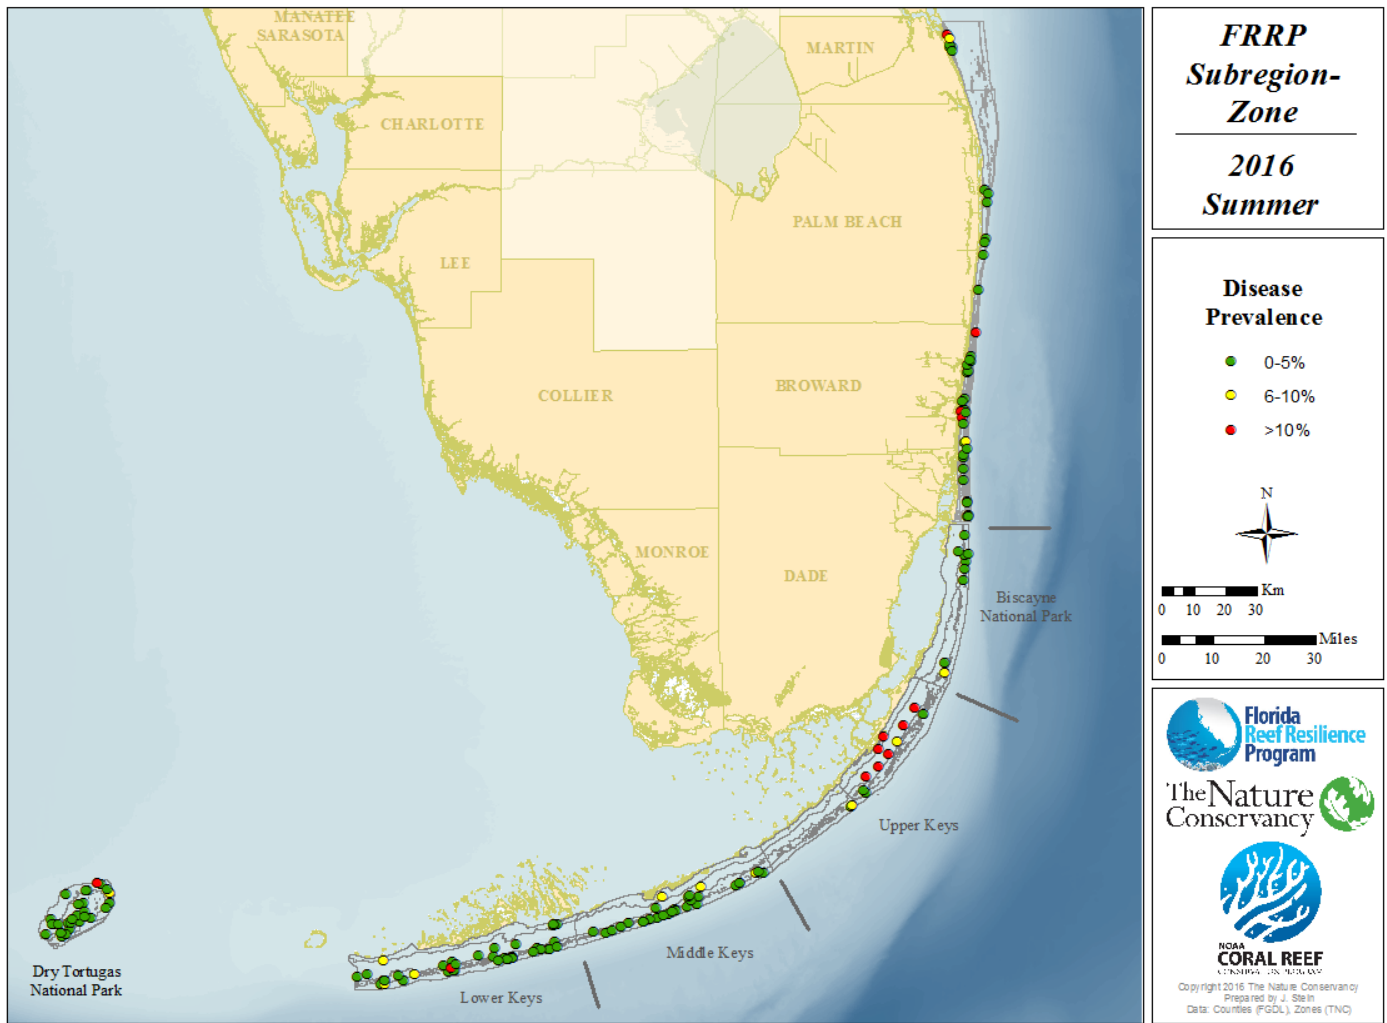 MANATEE
SARASOTA
MARTIN
CHARLOTTE
PALM BEACH
LEE
COLLIER
BROWARD
MONROE
DADE
Biscayne
National Park
Upper Keys
Middle Keys
Lower Keys
Dry Tortugas
National Park
FRRP
Subregion-
Zone
2016
Summer
Disease
Prevalence
0-5%
6-10%
>10%
N
Km
0 10 20 30
Miles
0 10 20 30
Florida
Reef Resilience
Program
The Nature
Conservancy
NOAA
CORAL REEF
CONSERVATION PROGRAM
Copyright 2016 The Nature Conservancy
Prepared by J. Stein
Data: Counties (FGDL), Zones (TNC)